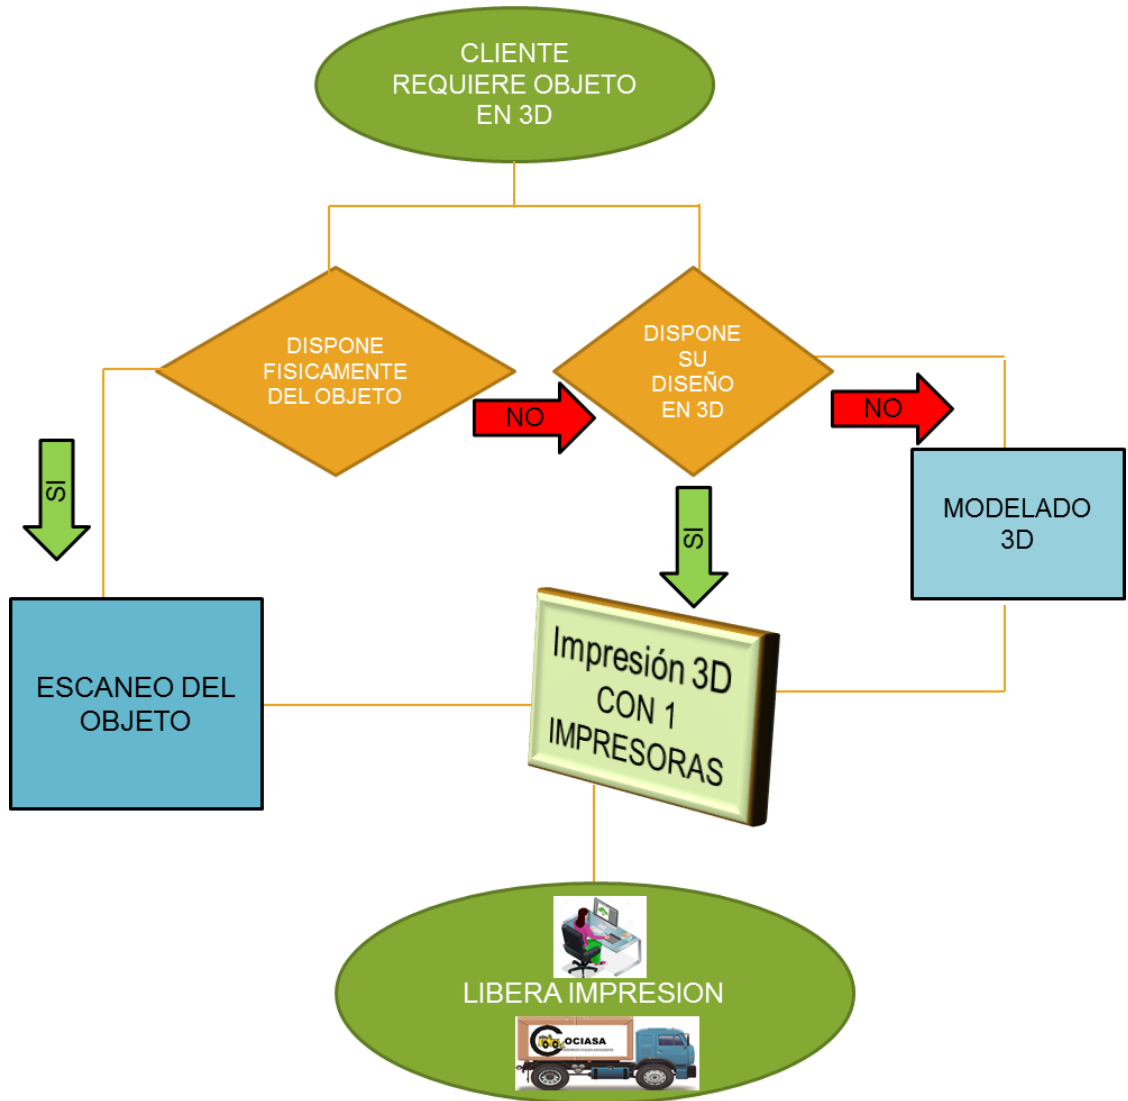 CLIENTE
REQUIERE OBJETO
EN 3D
DISPONE
FISICAMENTE
DEL OBJETO
DISPONE
SU
DISEÑO
EN 3D
NO
NO
SI
SI
MODELADO
3D
ESCANEO DEL
OBJETO
Impresión 3D
CON 1
IMPRESORAS
LIBERA IMPRESION
COCIASA